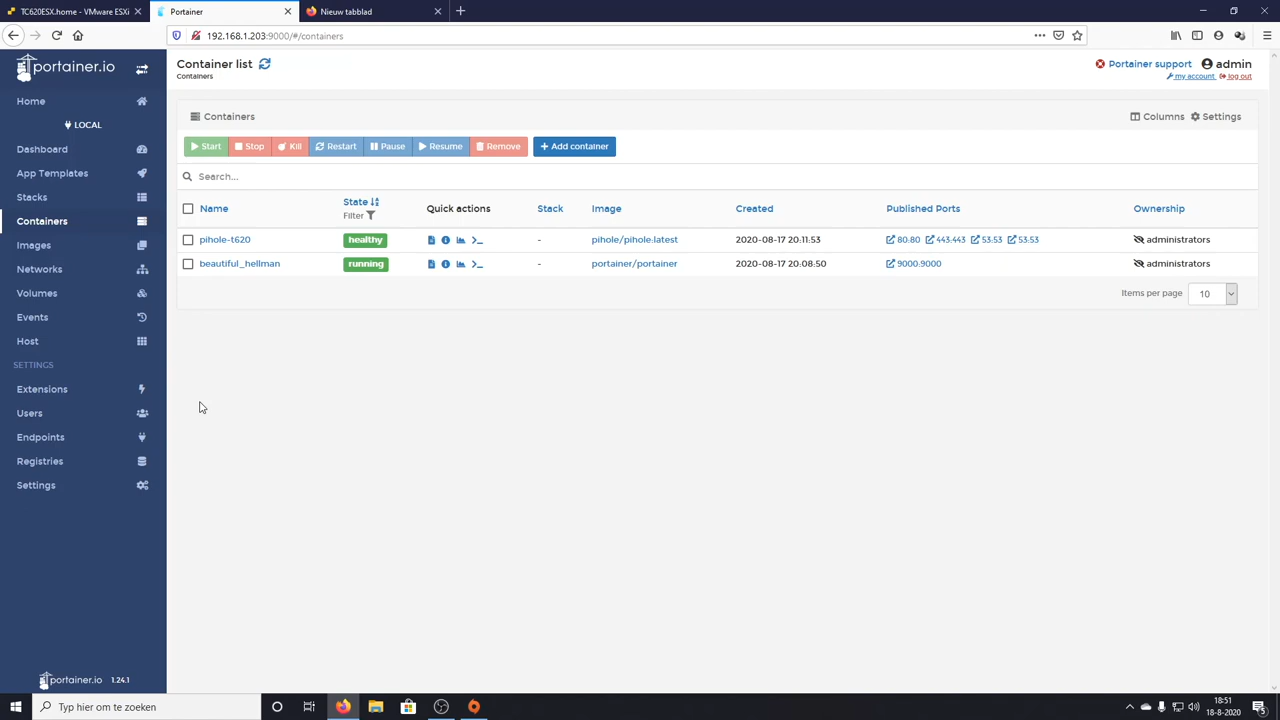 TC620ESX.home - VMware ESXi
Portainer
Nieuw tabblad
192.168.1.203:9000/#/containers
portainer.io
Home
LOCAL
Dashboard
App Templates
Stacks
Containers
Images
Networks
Volumes
Events
Host
SETTINGS
Extensions
Users
Endpoints
Registries
Settings
portainer.io 1.24.1
Container list
Containers
Portainer support admin
my account log out
Containers
Columns Settings
Start Stop Kill Restart Pause Resume Remove Add container
Search...
Name State Filter Quick actions Stack Image Created Published Ports Ownership
pihole-t620 healthy - pihole/pihole:latest 2020-08-17 20:11:53 80:80 443:443 53:53 53:53 administrators
beautiful_hellman running - portainer/portainer 2020-08-17 20:08:50 9000:9000 administrators
Items per page 10
Typ hier om te zoeken
18:51
18-8-2020
5